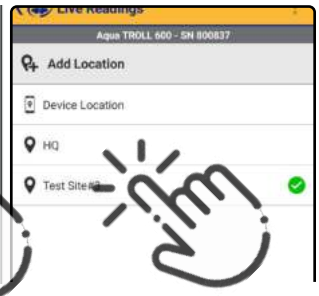 Live Readings
Aqua TROLL 600 - SN 800837
Add Location
Device Location
HQ
Test Site